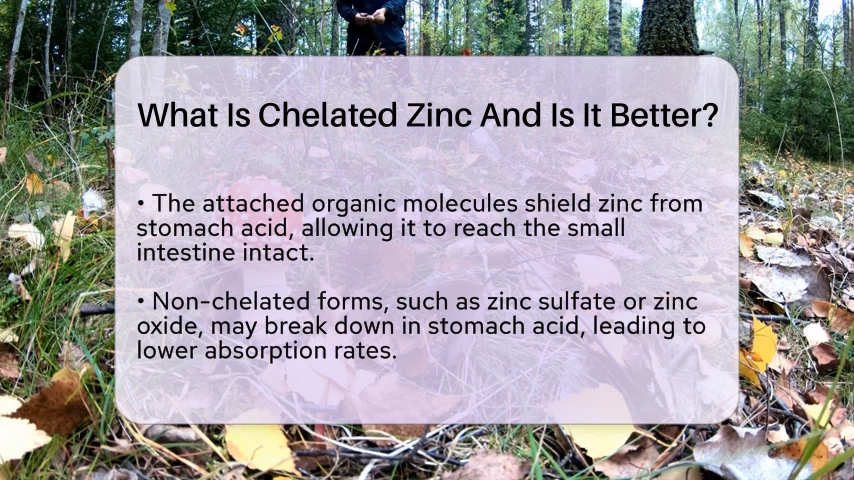 What Is Chelated Zinc And Is It Better?
• The attached organic molecules shield zinc from
stomach acid, allowing it to reach the small
intestine intact.
• Non-chelated forms, such as zinc sulfate or zinc
oxide, may break down in stomach acid, leading to
lower absorption rates.